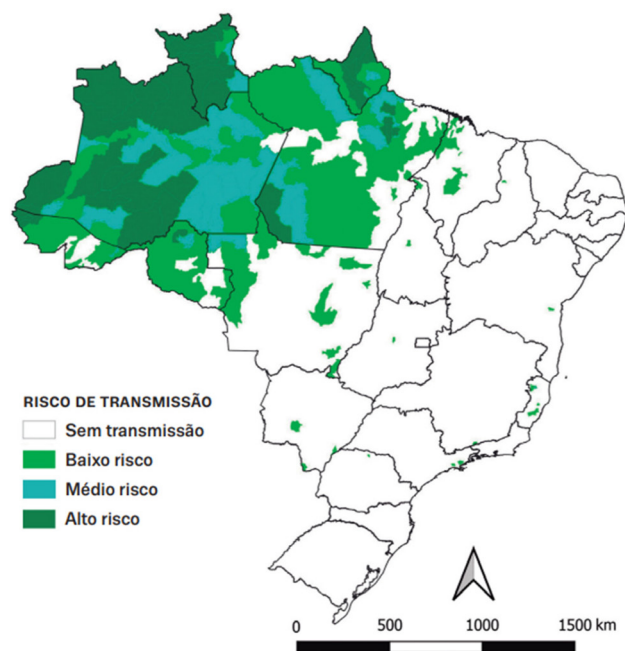 RISCO DE TRANSMISSÃO
Sem transmissão
Baixo risco
Médio risco
Alto risco
0 500 1000 1500 km